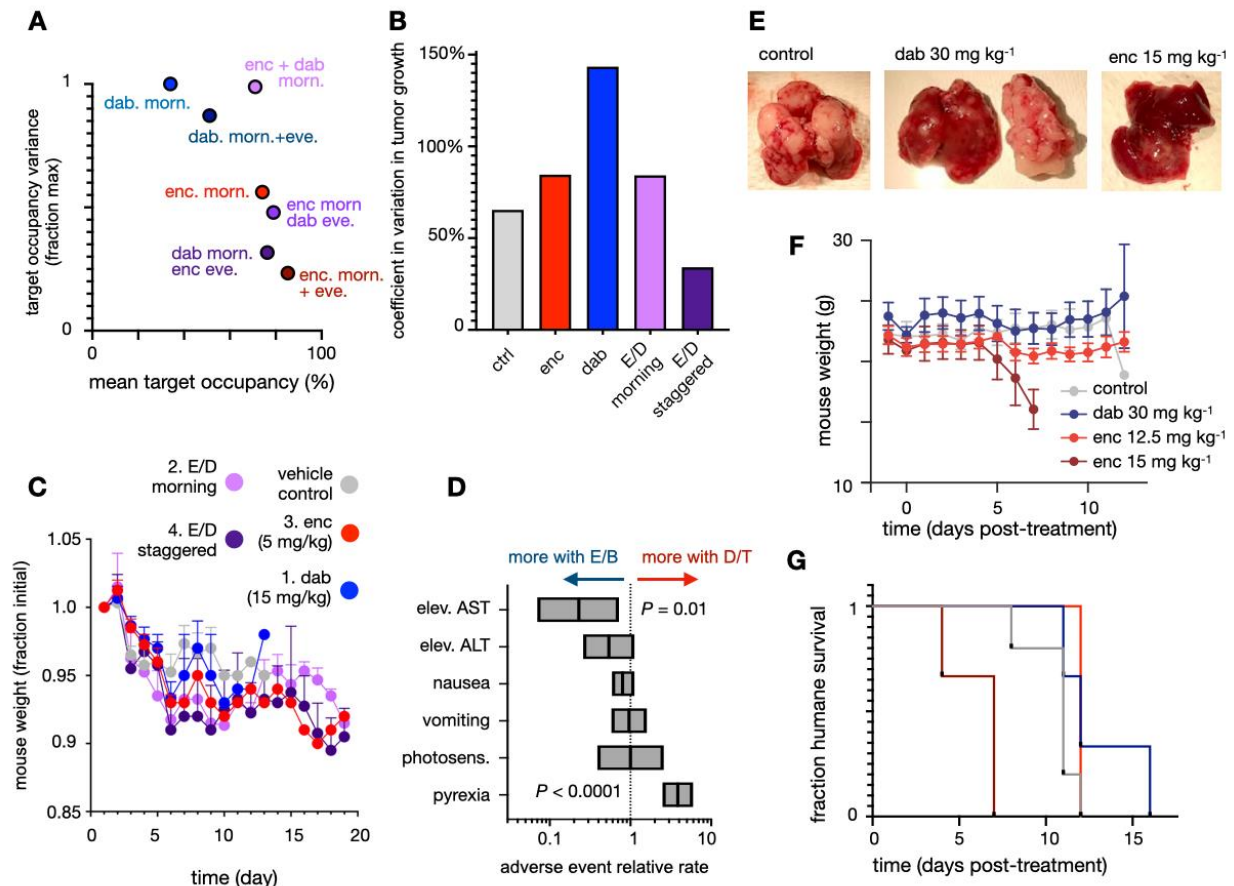 A
target occupancy variance
(fraction max)
1
0
enc + dab
morn.
dab. morn.
dab. morn.+eve.
enc. morn.
enc morn
dab eve.
dab morn.
enc eve.
enc. morn.
+ eve.
0
100
mean target occupancy (%)
B
coefficient in variation in tumor growth
150%
100%
50%
0
ctrl
enc
dab
E/D
morning
E/D
staggered
E
control
dab 30 mg kg-1
enc 15 mg kg-1
F
mouse weight (g)
30
10
control
dab 30 mg kg-1
enc 12.5 mg kg-1
enc 15 mg kg-1
0
5
10
time (days post-treatment)
C
2. E/D
morning
vehicle
control
4. E/D
staggered
3. enc
(5 mg/kg)
1. dab
(15 mg/kg)
mouse weight (fraction initial)
1.05
1.0
0.95
0.9
0.85
0
5
10
15
20
time (day)
D
more with E/B
more with D/T
elev. AST
P = 0.01
elev. ALT
nausea
vomiting
photosens.
pyrexia
P < 0.0001
0.1
1
10
adverse event relative rate
G
fraction humane survival
1
0
0
5
10
15
time (days post-treatment)